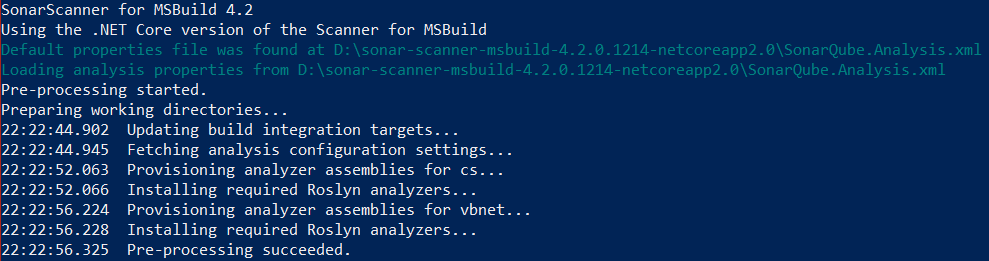 SonarScanner for MSBuild 4.2
Using the .NET Core version of the Scanner for MSBuild
Default properties file was found at D:\sonar-scanner-msbuild-4.2.0.1214-netcoreapp2.0\SonarQube.Analysis.xml
Loading analysis properties from D:\sonar-scanner-msbuild-4.2.0.1214-netcoreapp2.0\SonarQube.Analysis.xml
Pre-processing started.
Preparing working directories...
22:22:44.902  Updating build integration targets...
22:22:44.945  Fetching analysis configuration settings...
22:22:52.063  Provisioning analyzer assemblies for cs...
22:22:52.066  Installing required Roslyn analyzers...
22:22:56.224  Provisioning analyzer assemblies for vbnet...
22:22:56.228  Installing required Roslyn analyzers...
22:22:56.325  Pre-processing succeeded.